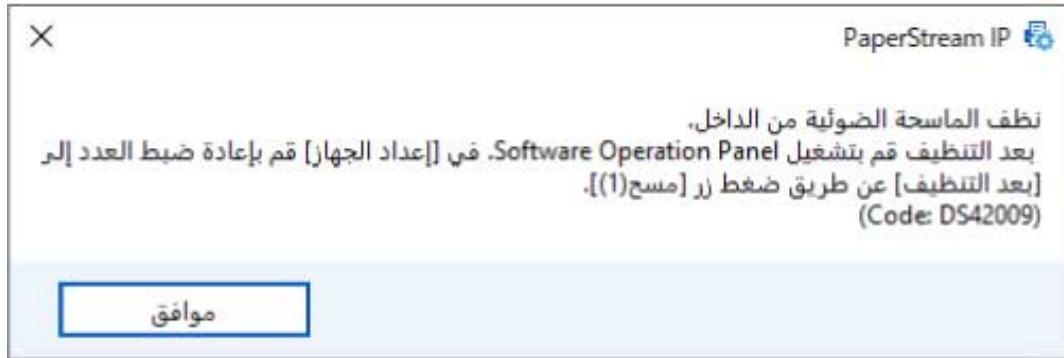 PaperStream IP
نظف الماسحة الضوئية من الداخل.
بعد التنظيف قم بتشغيل Software Operation Panel. في [إعداد الجهاز] قم بإعادة ضبط العدد إلى
[بعد التنظيف] عن طريق ضغط زر [مسح(1)].
(Code: DS42009)
موافق